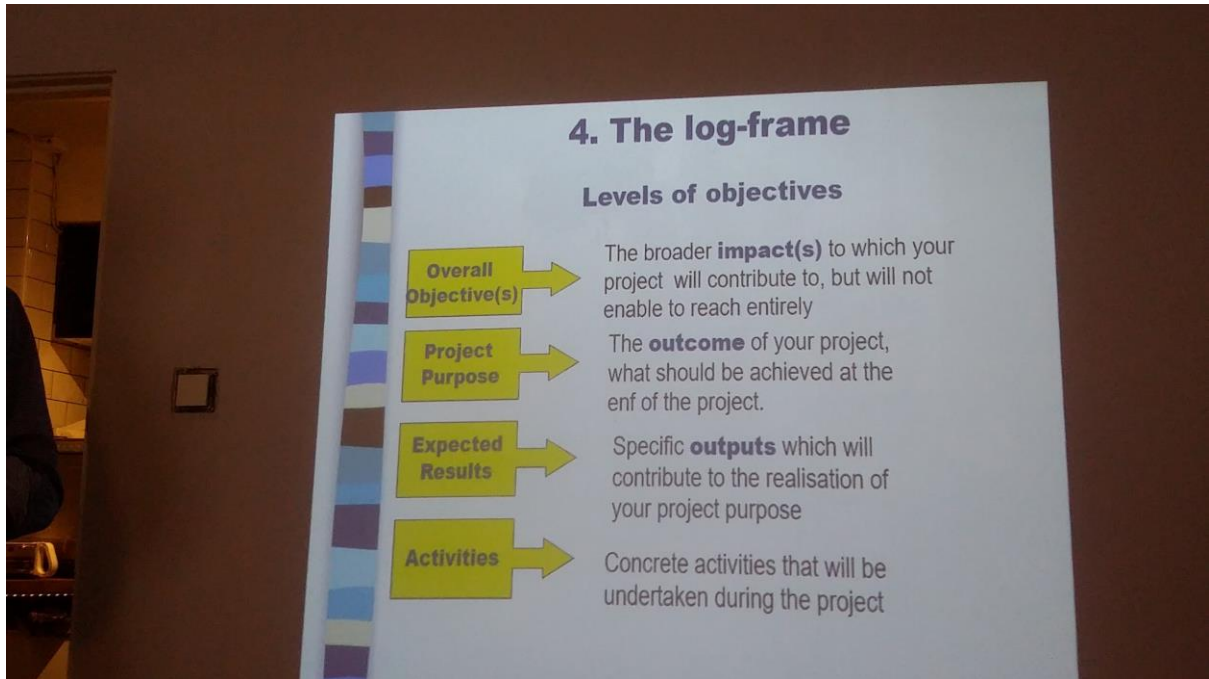 4. The log-frame
Levels of objectives
Overall
Objective(s)
The broader impact(s) to which your
project will contribute to, but will not
enable to reach entirely
Project
Purpose
The outcome of your project,
what should be achieved at the
enf of the project.
Expected
Results
Specific outputs which will
contribute to the realisation of
your project purpose
Activities
Concrete activities that will be
undertaken during the project